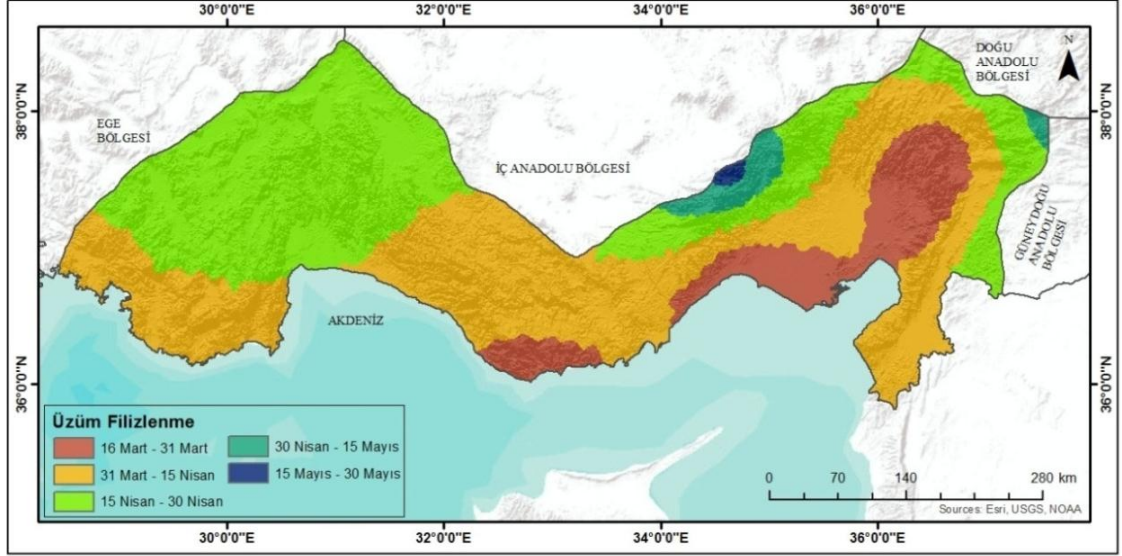 30°0'0"E 32°0'0"E 34°0'0"E 36°0'0"E
N
DOĞU
ANADOLU
BÖLGESİ
38°0'0"N
38°0'0"N
EGE
BÖLGESİ
İÇ ANADOLU BÖLGESİ
GÜNEYDOĞU
ANADOLU
BÖLGESİ
AKDENİZ
36°0'0"N
36°0'0"N
Üzüm Filizlenme
16 Mart - 31 Mart
31 Mart - 15 Nisan
15 Nisan - 30 Nisan
30 Nisan - 15 Mayıs
15 Mayıs - 30 Mayıs
0 70 140 280 km
Sources: Esri, USGS, NOAA
30°0'0"E 32°0'0"E 34°0'0"E 36°0'0"E